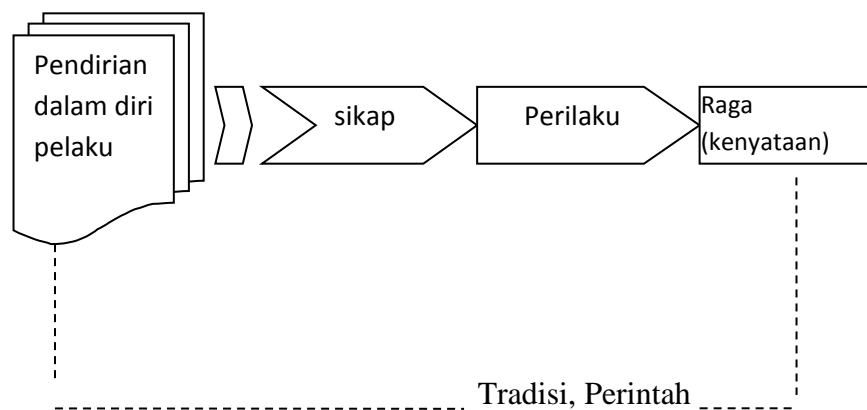 Pendirian
dalam diri
pelaku
sikap
Perilaku
Raga
(kenyataan)
Tradisi, Perintah